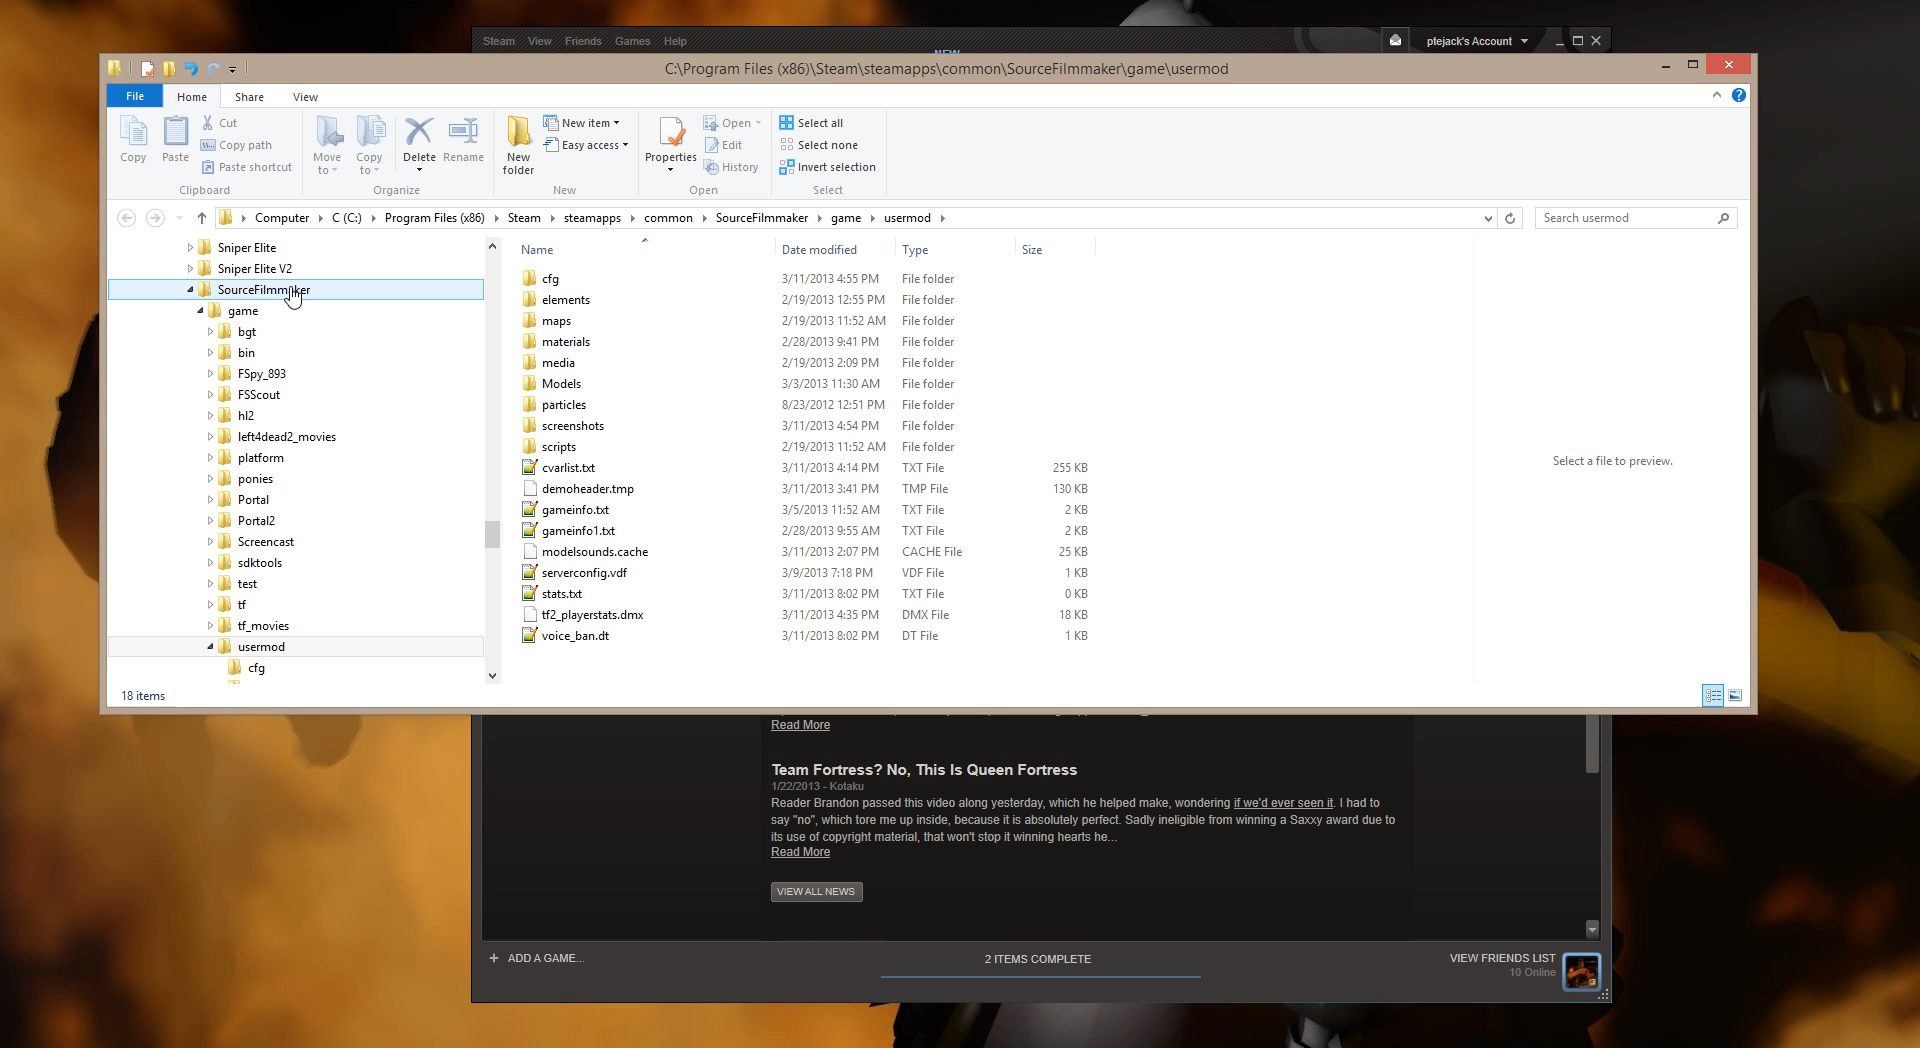 Steam View Friends Games Help
NEW
ptejack's Account
C:\Program Files (x86)\Steam\steamapps\common\SourceFilmmaker\game\usermod
File Home Share View
Copy
Paste
Cut
Copy path
Paste shortcut
Clipboard
Move to
Copy to
Delete
Rename
Organize
New folder
New item
Easy access
New
Properties
Open
Edit
History
Open
Select all
Select none
Invert selection
Select
Computer C (C:) Program Files (x86) Steam steamapps common SourceFilmmaker game usermod
Search usermod
Sniper Elite
Sniper Elite V2
SourceFilmmaker
game
bgt
bin
FSpy_893
FSScout
hl2
left4dead2_movies
platform
ponies
Portal
Portal2
Screencast
sdktools
test
tf
tf_movies
usermod
cfg
18 items
Name Date modified Type Size
cfg 3/11/2013 4:55 PM File folder
elements 2/19/2013 12:55 PM File folder
maps 2/19/2013 11:52 AM File folder
materials 2/28/2013 9:41 PM File folder
media 2/19/2013 2:09 PM File folder
Models 3/3/2013 11:30 AM File folder
particles 8/23/2012 12:51 PM File folder
screenshots 3/11/2013 4:54 PM File folder
scripts 2/19/2013 11:52 AM File folder
cvarlist.txt 3/11/2013 4:14 PM TXT File 255 KB
demoheader.tmp 3/11/2013 3:41 PM TMP File 130 KB
gameinfo.txt 3/5/2013 11:52 AM TXT File 2 KB
gameinfo1.txt 2/28/2013 9:55 AM TXT File 2 KB
modelsounds.cache 3/11/2013 2:07 PM CACHE File 25 KB
serverconfig.vdf 3/9/2013 7:18 PM VDF File 1 KB
stats.txt 3/11/2013 8:02 PM TXT File 0 KB
tf2_playerstats.dmx 3/11/2013 4:35 PM DMX File 18 KB
voice_ban.dt 3/11/2013 8:02 PM DT File 1 KB
Select a file to preview.
Read More
Team Fortress? No, This Is Queen Fortress
1/22/2013 - Kotaku
Reader Brandon passed this video along yesterday, which he helped make, wondering if we'd ever seen it. I had to
say "no", which tore me up inside, because it is absolutely perfect. Sadly ineligible from winning a Saxxy award due to
its use of copyright material, that won't stop it winning hearts he...
Read More
VIEW ALL NEWS
+ ADD A GAME...
2 ITEMS COMPLETE
VIEW FRIENDS LIST
10 Online